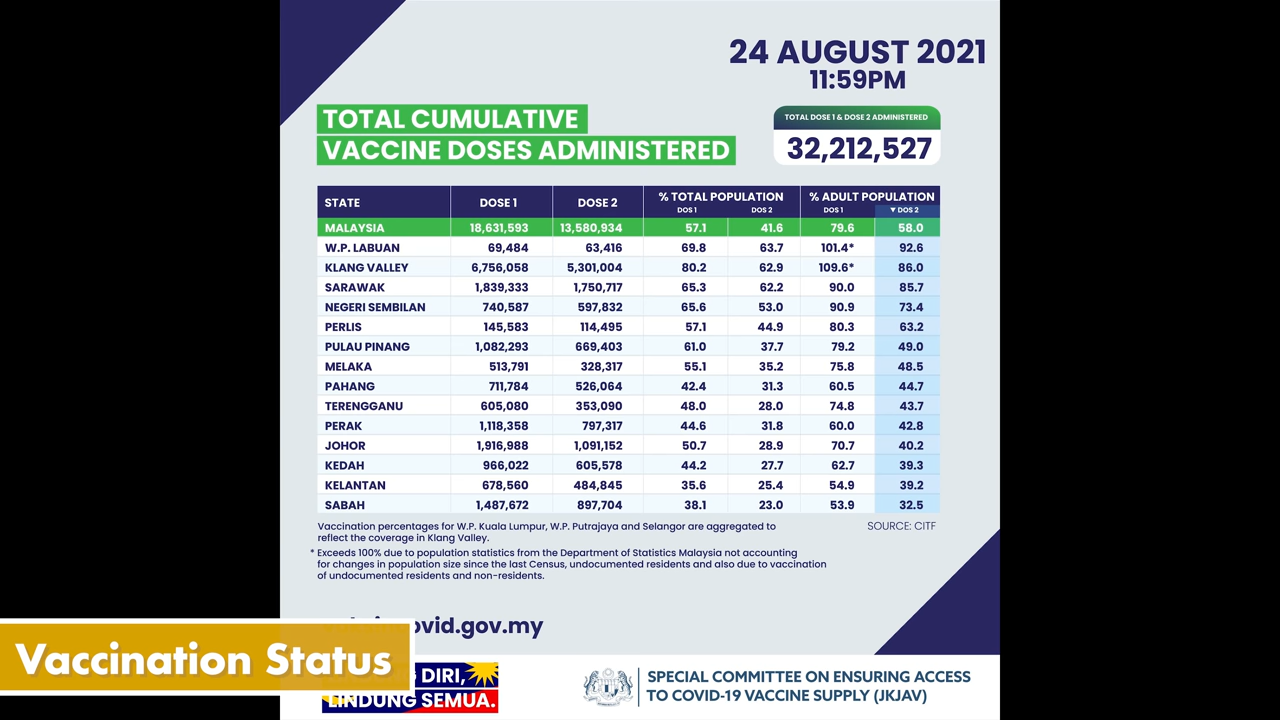 24 AUGUST 2021
11:59PM
TOTAL CUMULATIVE
VACCINE DOSES ADMINISTERED
TOTAL DOSE 1 & DOSE 2 ADMINISTERED
32,212,527
STATE DOSE 1 DOSE 2 % TOTAL POPULATION % ADULT POPULATION
DOS 1 DOS 2 DOS 1 ▼ DOS 2
MALAYSIA 18,631,593 13,580,934 57.1 41.6 79.6 58.0
W.P. LABUAN 69,484 63,416 69.8 63.7 101.4* 92.6
KLANG VALLEY 6,756,058 5,301,004 80.2 62.9 109.6* 86.0
SARAWAK 1,839,333 1,750,717 65.3 62.2 90.0 85.7
NEGERI SEMBILAN 740,587 597,832 65.6 53.0 90.9 73.4
PERLIS 145,583 114,495 57.1 44.9 80.3 63.2
PULAU PINANG 1,082,293 669,403 61.0 37.7 79.2 49.0
MELAKA 513,791 328,317 55.1 35.2 75.8 48.5
PAHANG 711,784 526,064 42.4 31.3 60.5 44.7
TERENGGANU 605,080 353,090 48.0 28.0 74.8 43.7
PERAK 1,118,358 797,317 44.6 31.8 60.0 42.8
JOHOR 1,916,988 1,091,152 50.7 28.9 70.7 40.2
KEDAH 966,022 605,578 44.2 27.7 62.7 39.3
KELANTAN 678,560 484,845 35.6 25.4 54.9 39.2
SABAH 1,487,672 897,704 38.1 23.0 53.9 32.5
Vaccination percentages for W.P. Kuala Lumpur, W.P. Putrajaya and Selangor are aggregated to
reflect the coverage in Klang Valley.
SOURCE: CITF
* Exceeds 100% due to population statistics from the Department of Statistics Malaysia not accounting
for changes in population size since the last Census, undocumented residents and also due to vaccination
of undocumented residents and non-residents.
ovid.gov.my
Vaccination Status
DIRI,
LINDUNG SEMUA.
SPECIAL COMMITTEE ON ENSURING ACCESS
TO COVID-19 VACCINE SUPPLY (JKJAV)